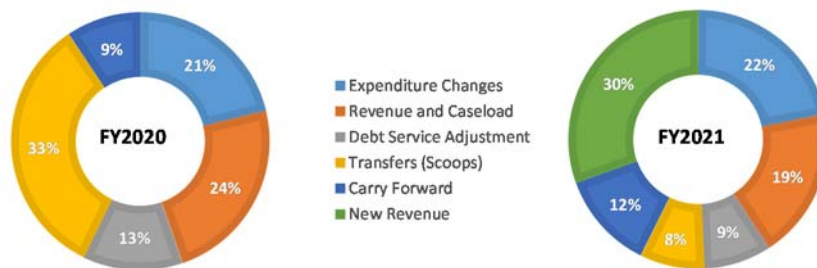 9%
21%
33%
FY2020
24%
13%
Expenditure Changes
Revenue and Caseload
Debt Service Adjustment
Transfers (Scoops)
Carry Forward
New Revenue
30%
22%
FY2021
19%
12%
8%
9%